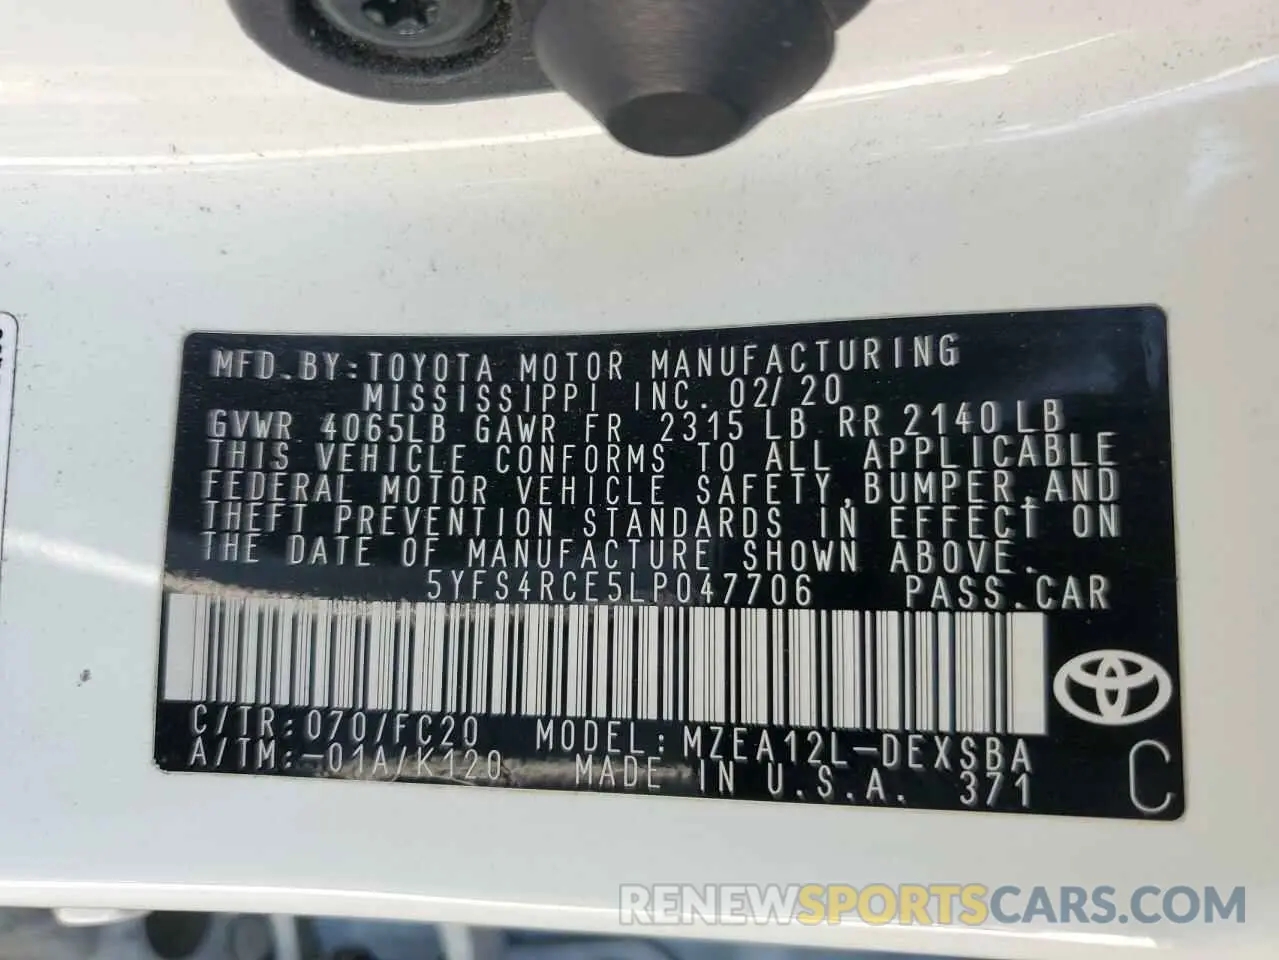 MFD.BY:TOYOTA MOTOR MANUFACTURING
MISSISSIPPI INC. 02/20
GVWR 4065LB GAWR FR 2315 LB RR 2140 LB
THIS VEHICLE CONFORMS TO ALL APPLICABLE
FEDERAL MOTOR VEHICLE SAFETY,BUMPER,AND
THEFT PREVENTION STANDARDS IN EFFECT ON
THE DATE OF MANUFACTURE SHOWN ABOVE.
5YFS4RCE5LP047706 PASS.CAR
C/TR:070/FC20 MODEL:MZEA12L-DEXSBA
A/TM:-01A/K120 MADE IN U.S.A. 371
C
RENEWSPORTSCARS.COM